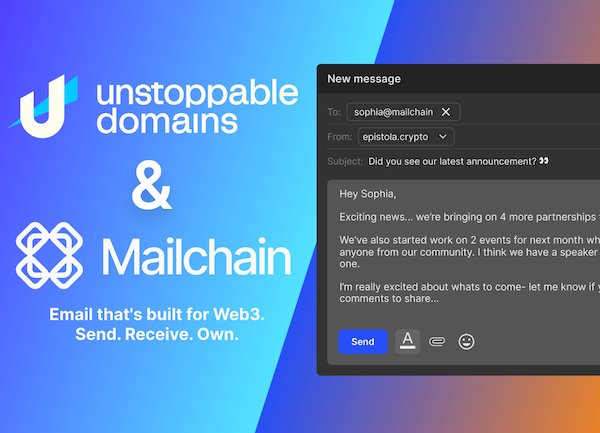 unstoppable
domains
&
Mailchain
Email that's built for Web3.
Send. Receive. Own.
New message
To: sophia@mailchain
From: epistola.crypto
Subject: Did you see our latest announcement? 👀
Hey Sophia,
Exciting news... we're bringing on 4 more partnerships
We've also started work on 2 events for next month
anyone from our community. I think we have a speaker
one.
I'm really excited about whats to come- let me know if
comments to share...
Send
A